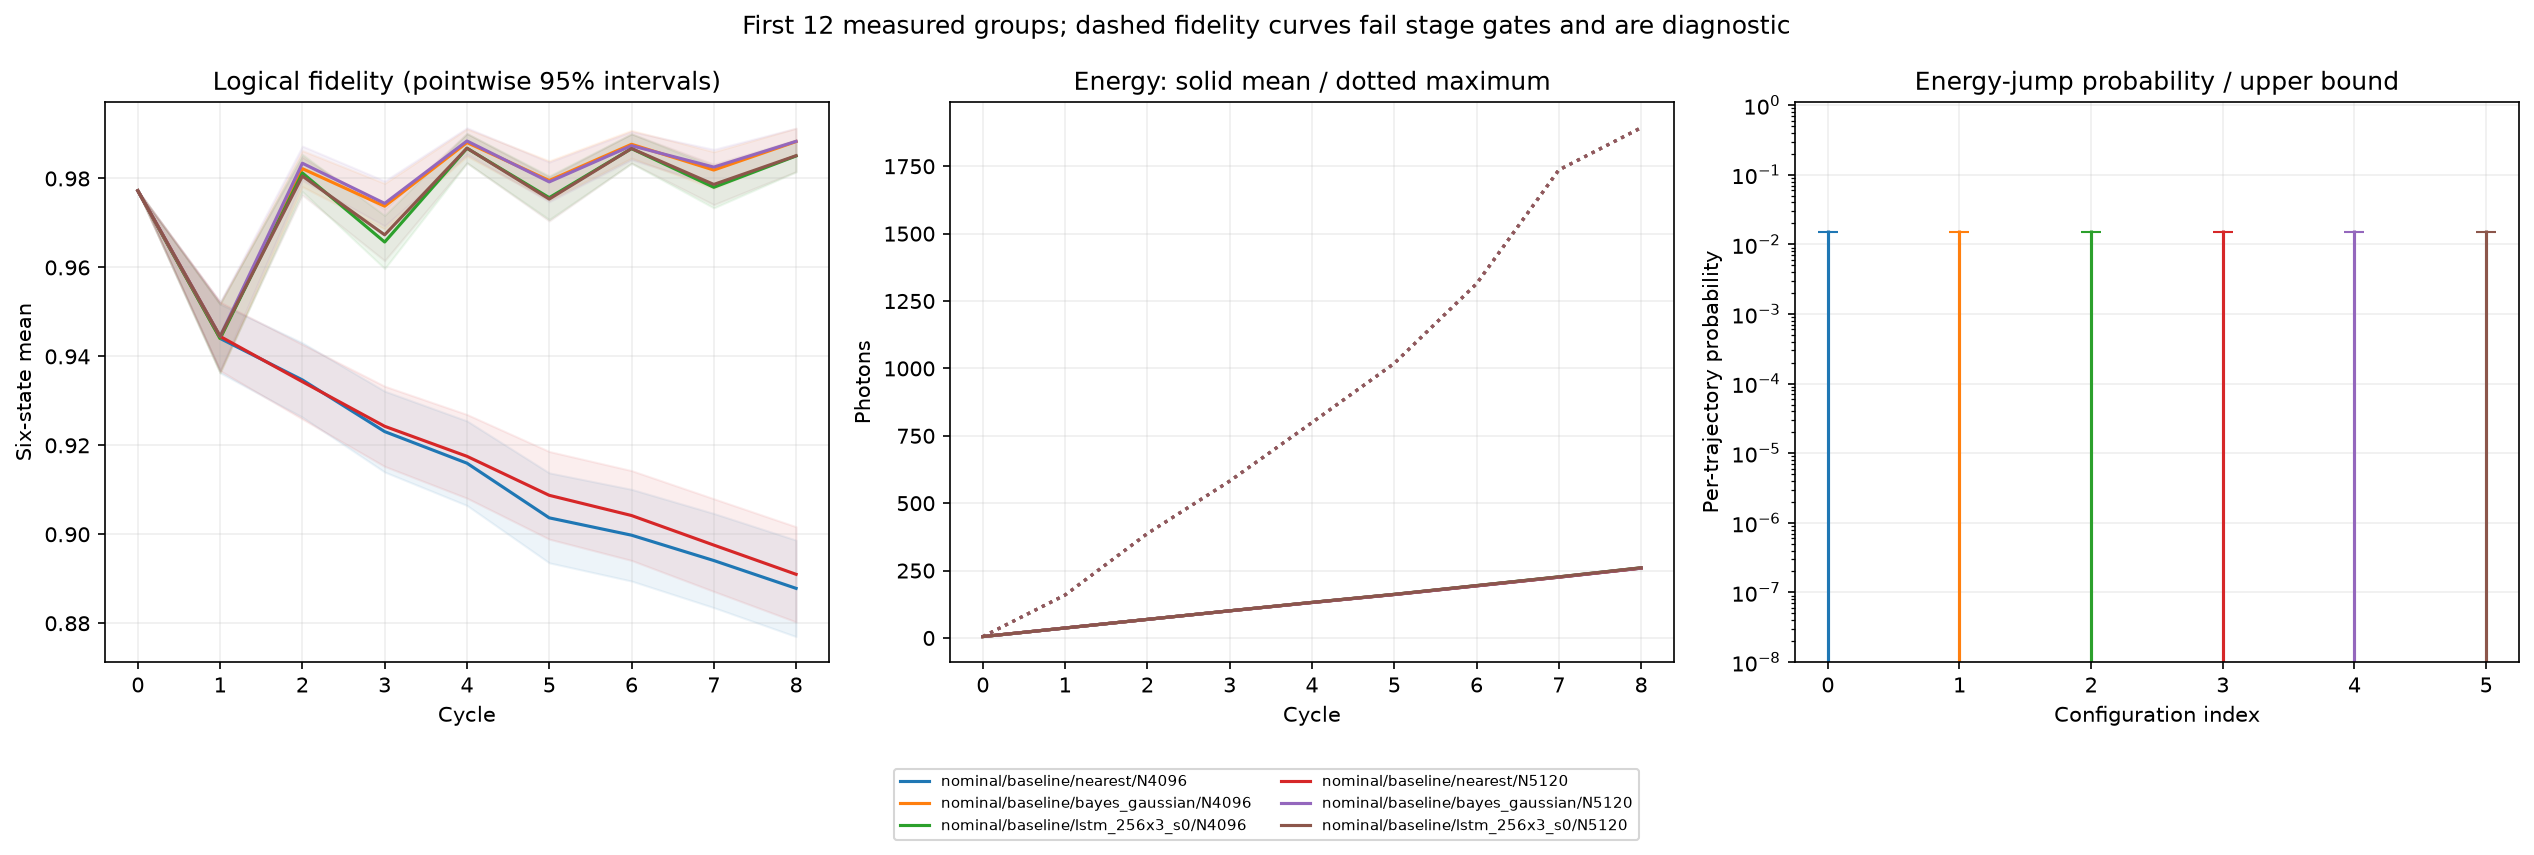 First 12 measured groups; dashed fidelity curves fail stage gates and are diagnostic
Logical fidelity (pointwise 95% intervals)
Six-state mean
0.98
0.96
0.94
0.92
0.90
0.88
0 1 2 3 4 5 6 7 8
Cycle
Energy: solid mean / dotted maximum
Photons
1750
1500
1250
1000
750
500
250
0
0 1 2 3 4 5 6 7 8
Cycle
Energy-jump probability / upper bound
Per-trajectory probability
10⁰
10⁻¹
10⁻²
10⁻³
10⁻⁴
10⁻⁵
10⁻⁶
10⁻⁷
10⁻⁸
0 1 2 3 4 5
Configuration index
nominal/baseline/nearest/N4096
nominal/baseline/bayes_gaussian/N4096
nominal/baseline/lstm_256x3_s0/N4096
nominal/baseline/nearest/N5120
nominal/baseline/bayes_gaussian/N5120
nominal/baseline/lstm_256x3_s0/N5120